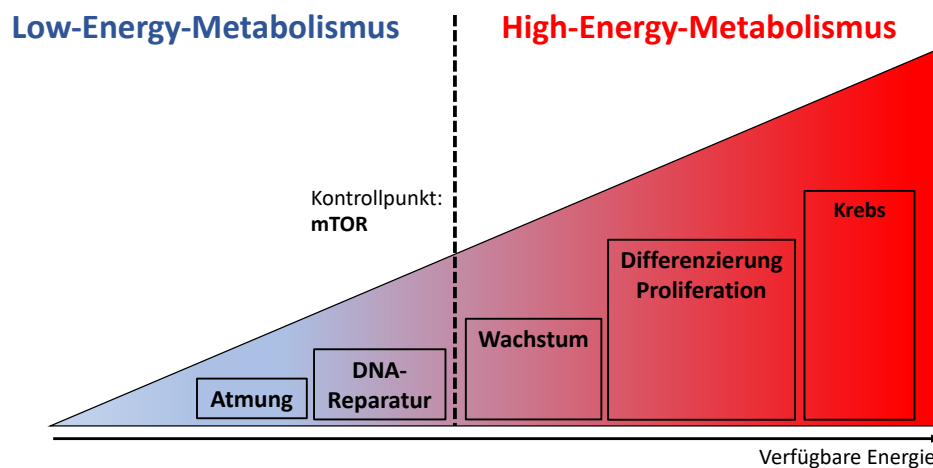 Low-Energy-Metabolismus
High-Energy-Metabolismus
Kontrollpunkt:
mTOR
Atmung
DNA-
Reparatur
Wachstum
Differenzierung
Proliferation
Krebs
Verfügbare Energie